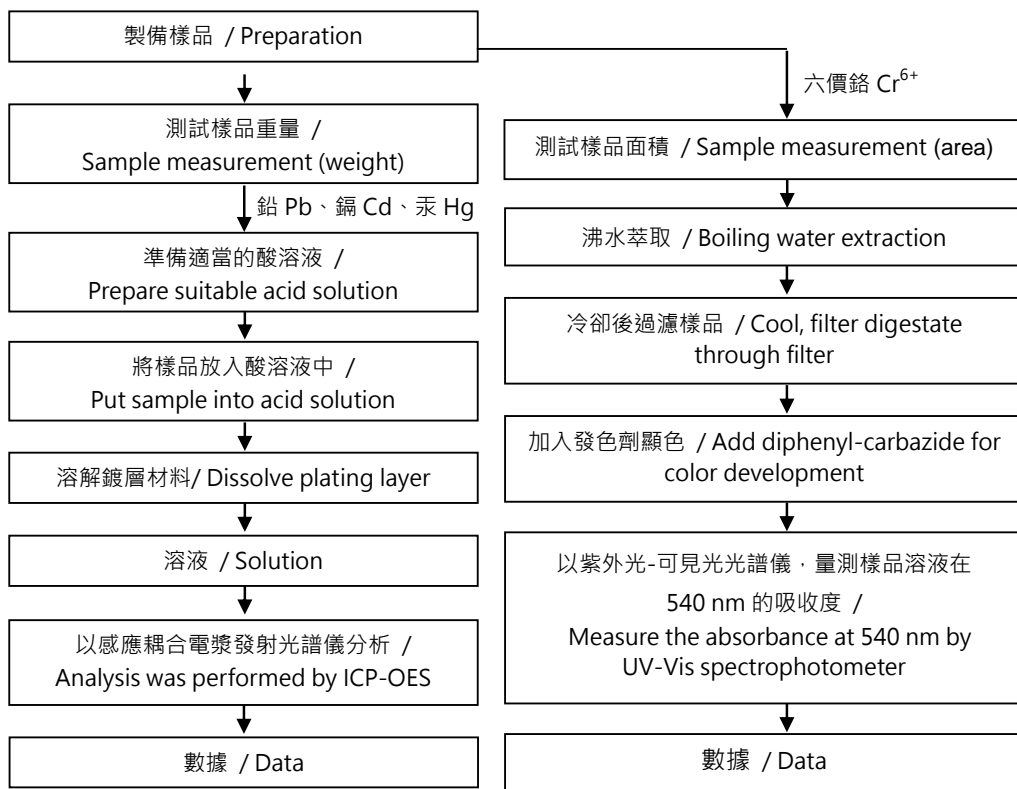 製備樣品 / Preparation
測試樣品重量 /
Sample measurement (weight)
鉛 Pb、鎘 Cd、汞 Hg
準備適當的酸溶液 /
Prepare suitable acid solution
將樣品放入酸溶液中 /
Put sample into acid solution
溶解鍍層材料/ Dissolve plating layer
溶液 / Solution
以感應耦合電漿發射光譜儀分析 /
Analysis was performed by ICP-OES
數據 / Data
六價鉻 Cr⁶⁺
測試樣品面積 / Sample measurement (area)
沸水萃取 / Boiling water extraction
冷卻後過濾樣品 / Cool, filter digestate
through filter
加入發色劑顯色 / Add diphenyl-carbazide for
color development
以紫外光-可見光光譜儀，量測樣品溶液在
540 nm 的吸收度 /
Measure the absorbance at 540 nm by
UV-Vis spectrophotometer
數據 / Data